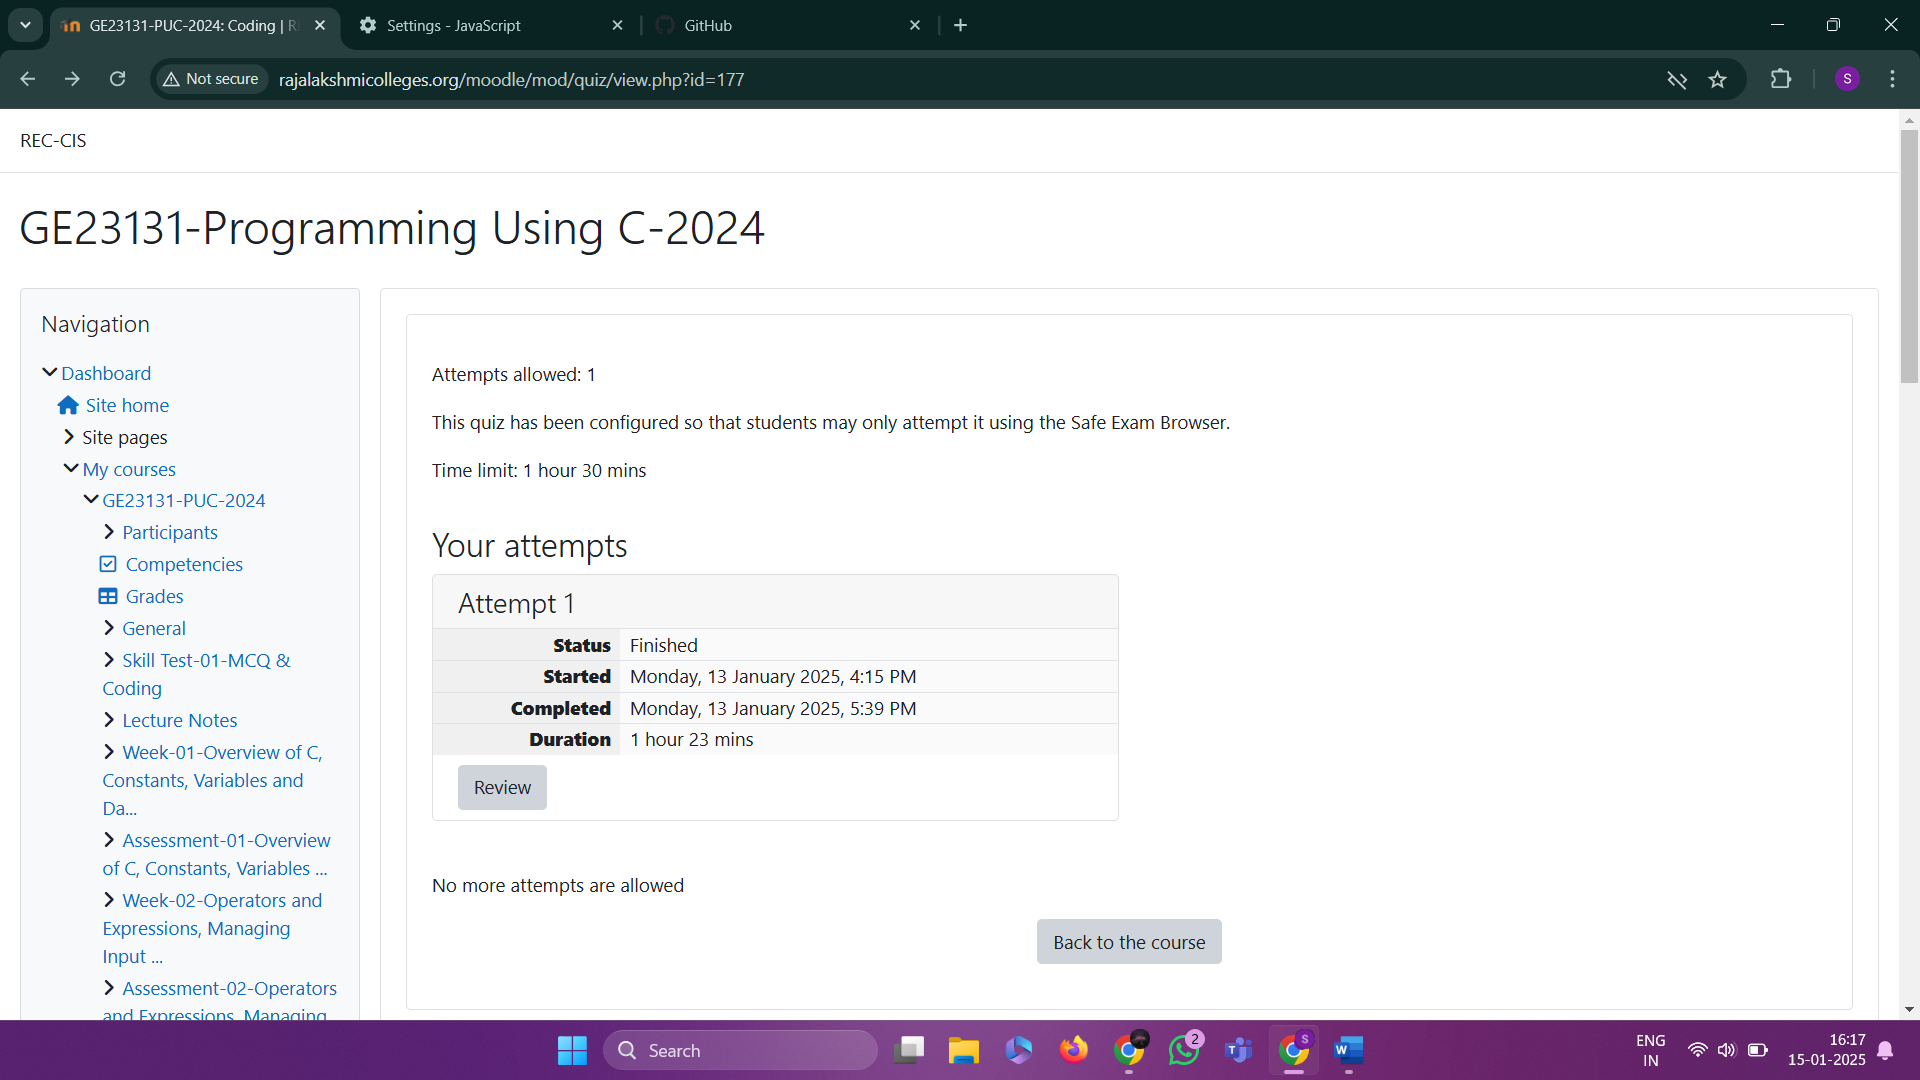 GE23131-PUC-2024: Coding | R
Settings - JavaScript
GitHub
Not secure
rajalakshmicolleges.org/moodle/mod/quiz/view.php?id=177
S
REC-CIS
GE23131-Programming Using C-2024
Navigation
Dashboard
Site home
Site pages
My courses
GE23131-PUC-2024
Participants
Competencies
Grades
General
Skill Test-01-MCQ &
Coding
Lecture Notes
Week-01-Overview of C,
Constants, Variables and
Da...
Assessment-01-Overview
of C, Constants, Variables ...
Week-02-Operators and
Expressions, Managing
Input ...
Assessment-02-Operators
and Expressions, Managing
Attempts allowed: 1
This quiz has been configured so that students may only attempt it using the Safe Exam Browser.
Time limit: 1 hour 30 mins
Your attempts
Attempt 1
Status Finished
Started Monday, 13 January 2025, 4:15 PM
Completed Monday, 13 January 2025, 5:39 PM
Duration 1 hour 23 mins
Review
No more attempts are allowed
Back to the course
Search
2
T
S
W
ENG
IN
16:17
15-01-2025